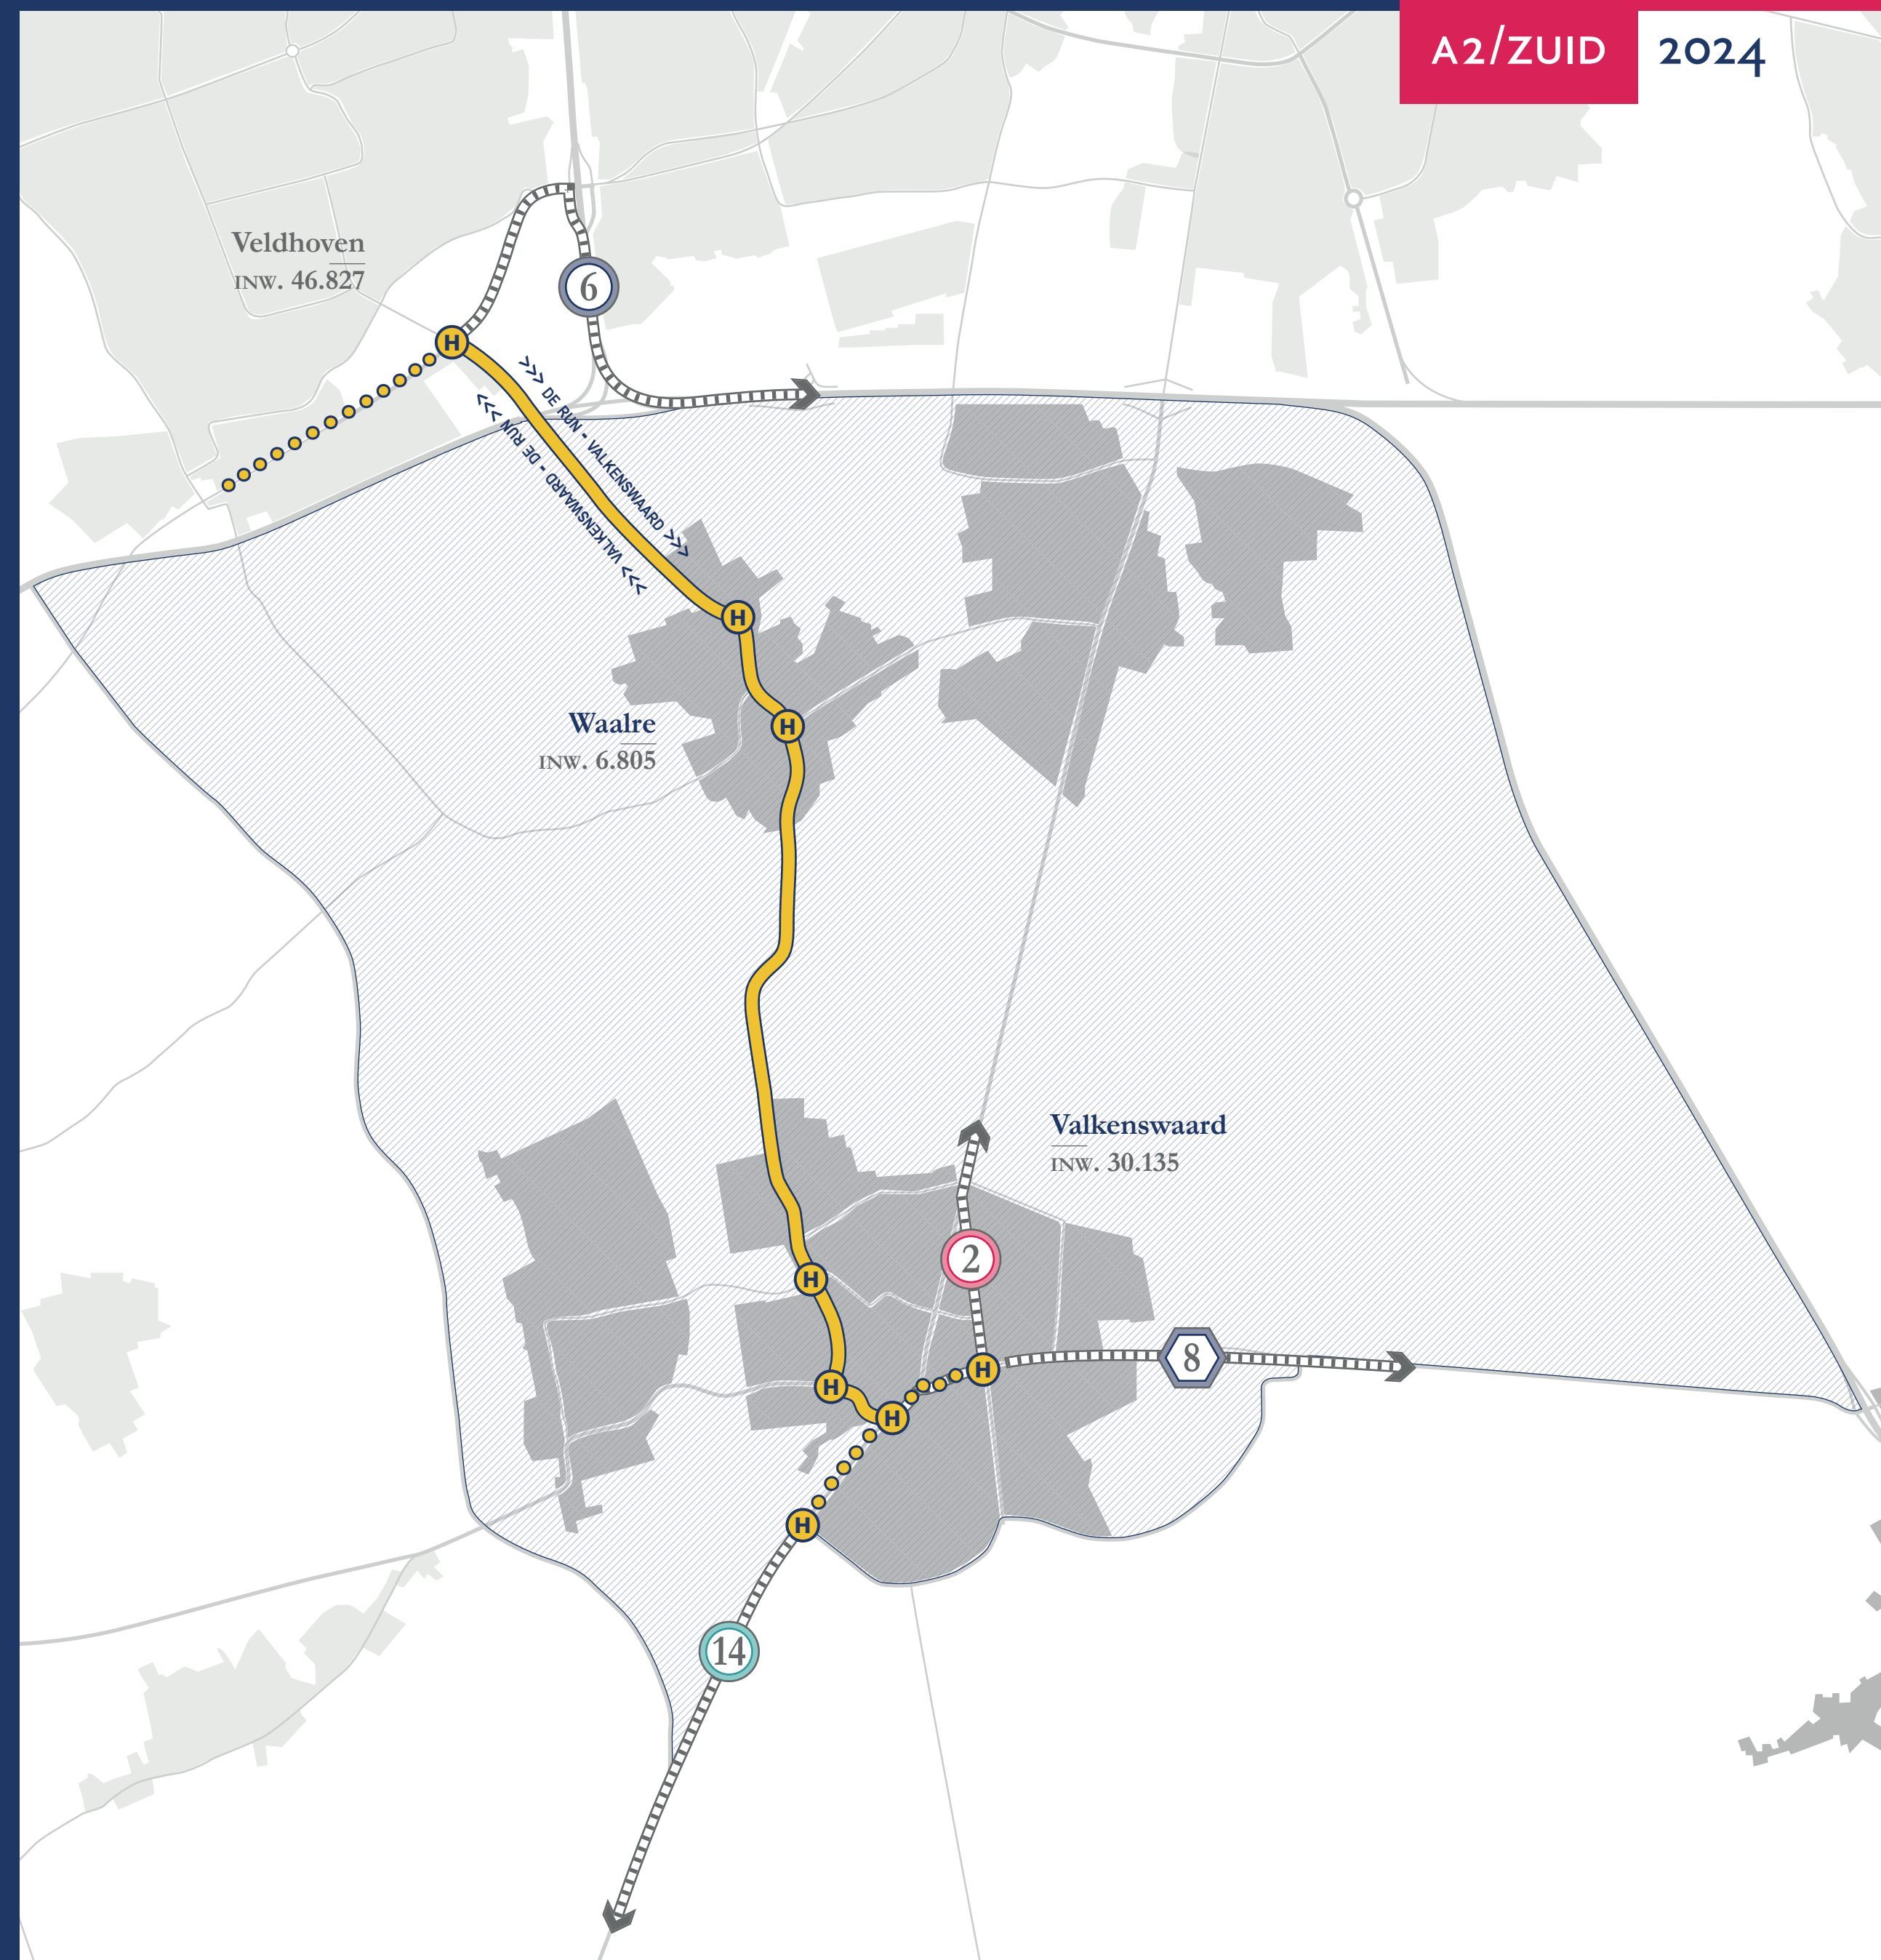 A2/ZUID 2024
Veldhoven
INW. 46.827
6
H
>>> DE RUN - VALKENSWAARD >>>
>>> VALKENSWAARD - DE RUN >>>
H
Waalre
INW. 6.805
H
Valkenswaard
INW. 30.135
2
H
8
H
H
H
H
14